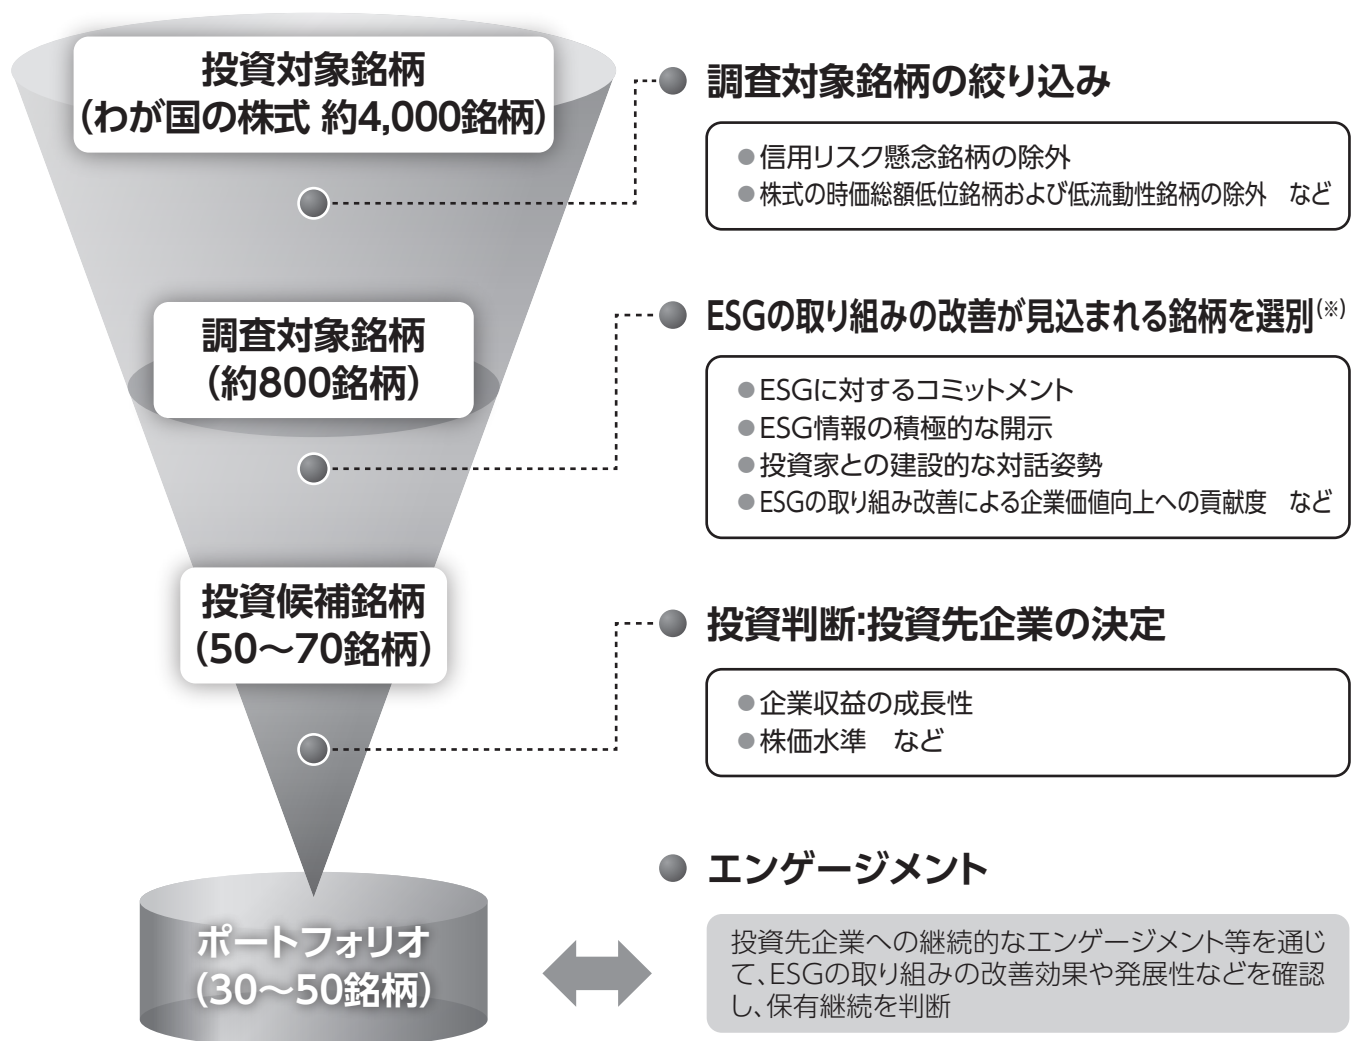 投資対象銘柄
(わが国の株式 約4,000銘柄)
調査対象銘柄の絞り込み
●信用リスク懸念銘柄の除外
●株式の時価総額低位銘柄および低流動性銘柄の除外　など
調査対象銘柄
(約800銘柄)
ESGの取り組みの改善が見込まれる銘柄を選別(※)
●ESGに対するコミットメント
●ESG情報の積極的な開示
●投資家との建設的な対話姿勢
●ESGの取り組み改善による企業価値向上への貢献度　など
投資候補銘柄
(50～70銘柄)
投資判断:投資先企業の決定
●企業収益の成長性
●株価水準　など
ポートフォリオ
(30～50銘柄)
エンゲージメント
投資先企業への継続的なエンゲージメント等を通じ
て、ESGの取り組みの改善効果や発展性などを確認
し、保有継続を判断